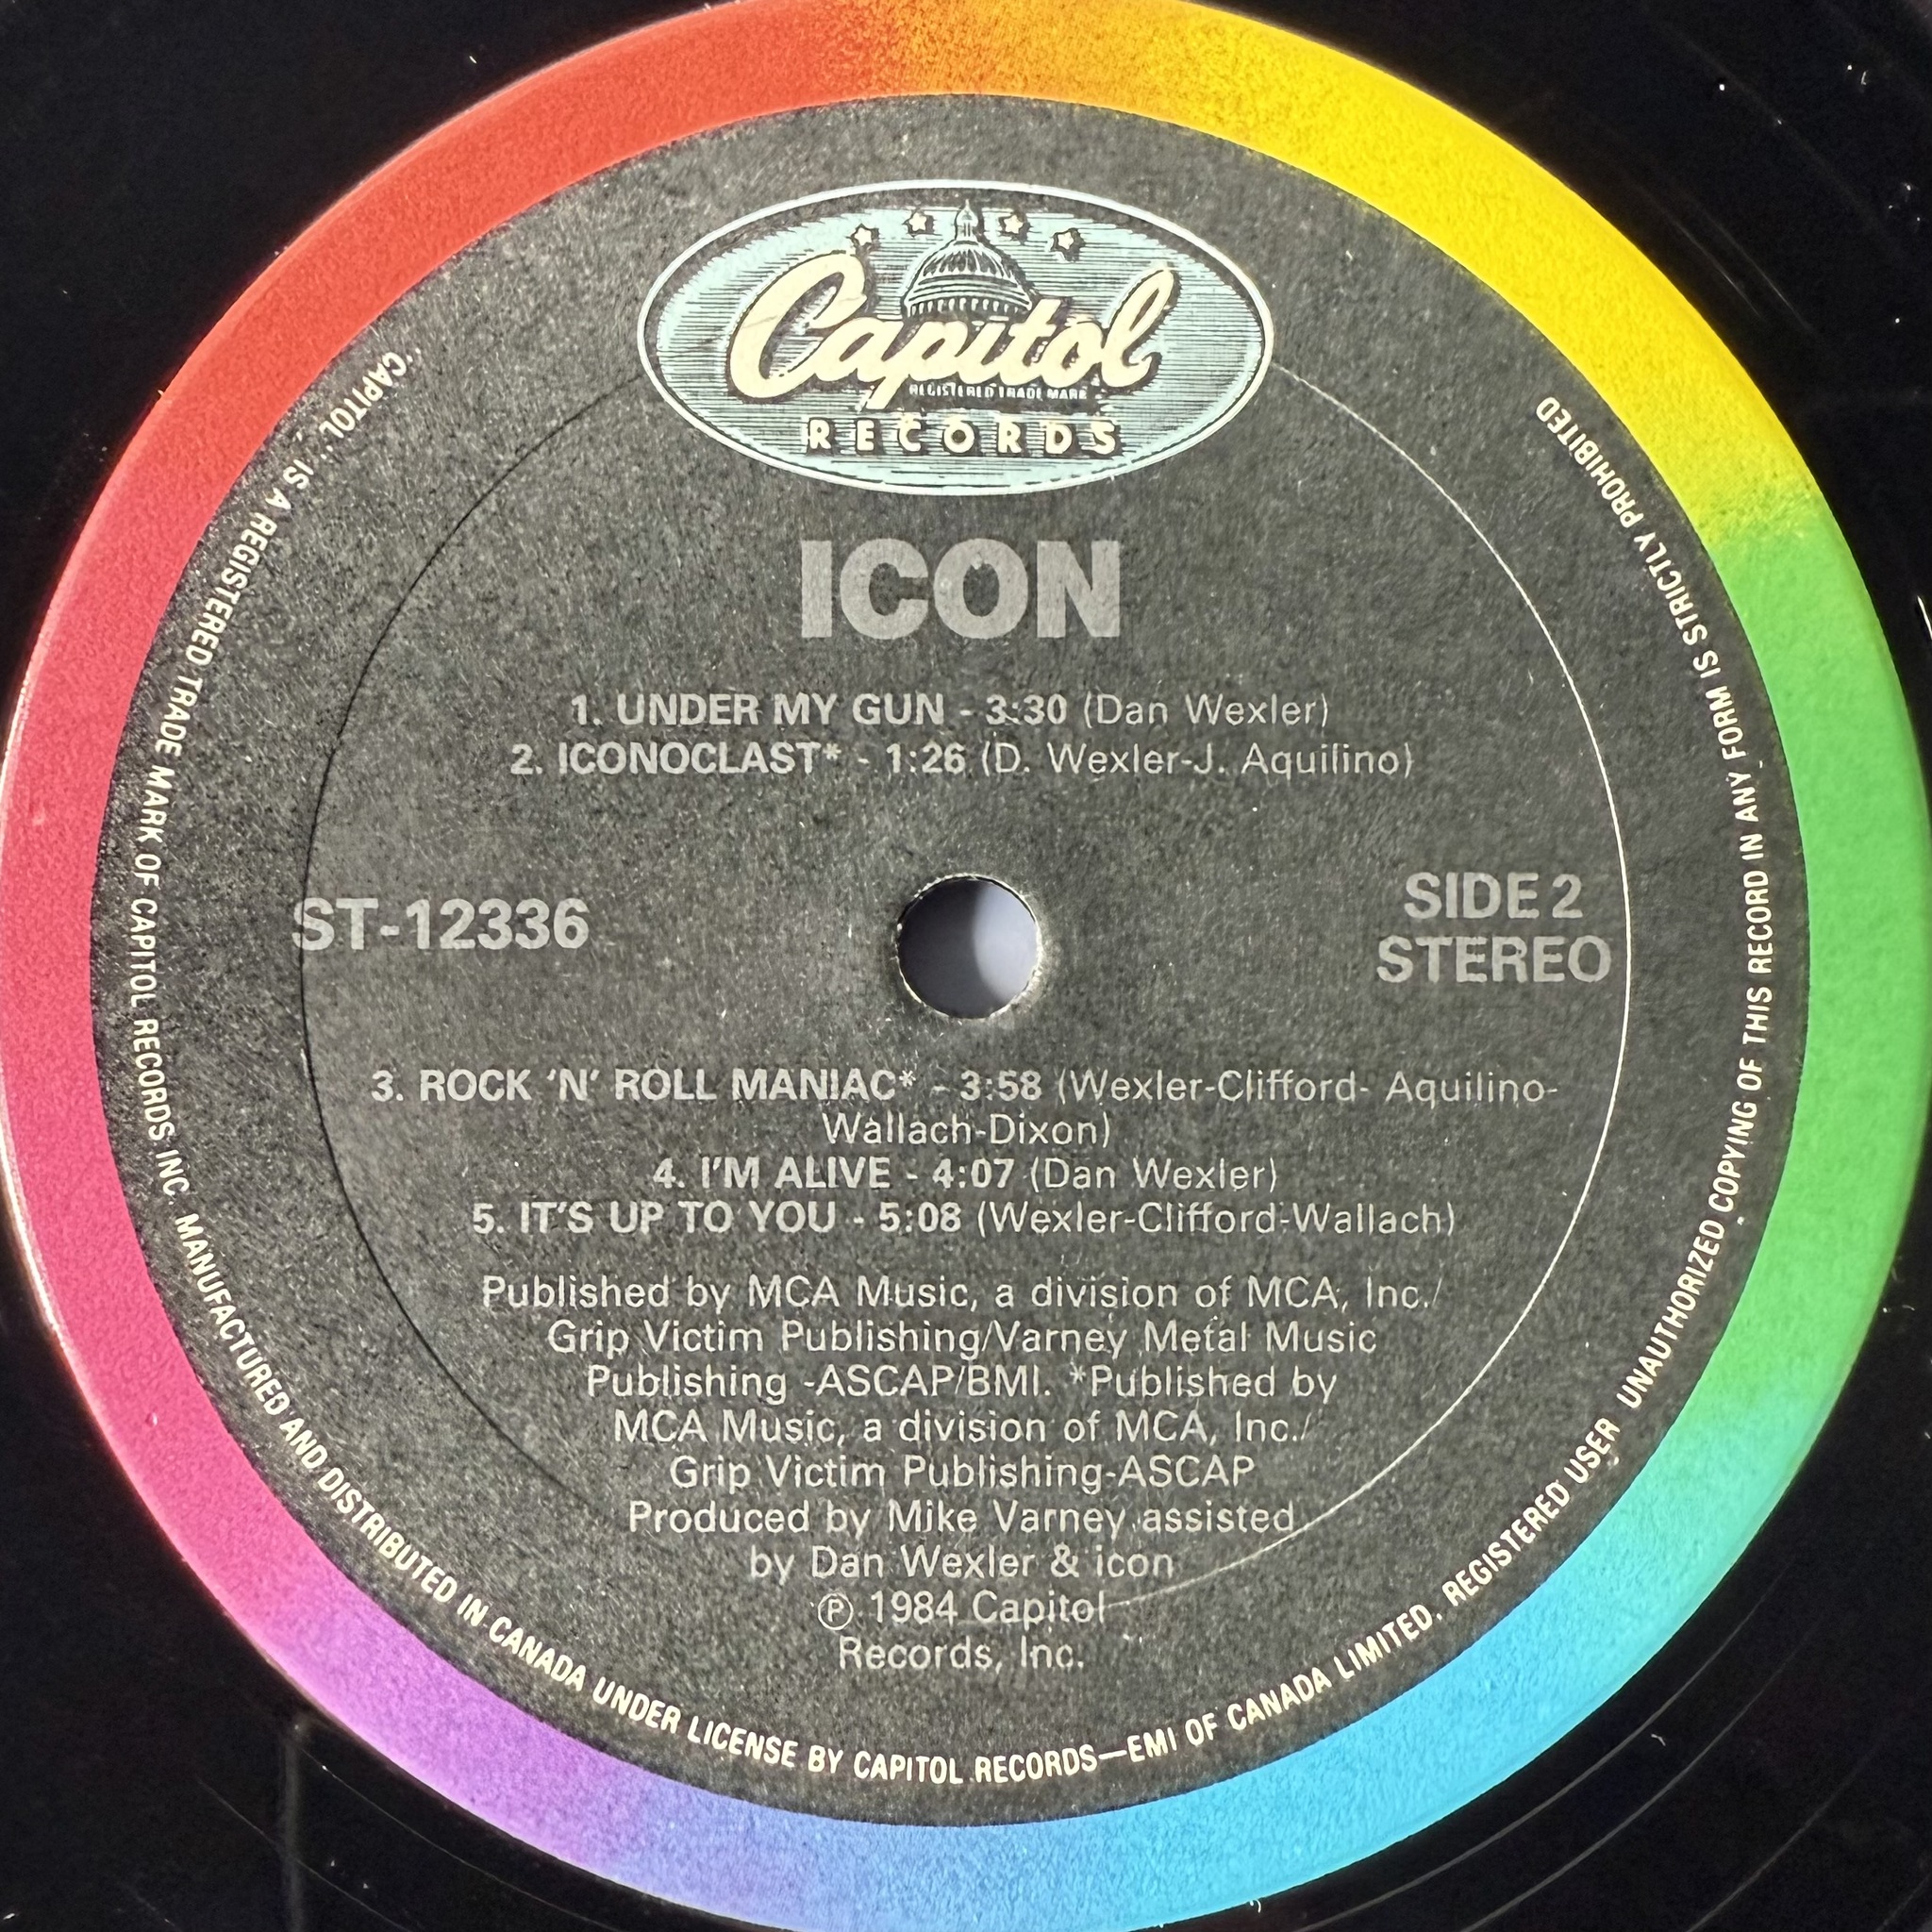 Capitol
REGISTERED TRADE MARK
RECORDS
ICON
1. UNDER MY GUN - 3:30 (Dan Wexler)
2. ICONOCLAST* - 1:26 (D. Wexler-J. Aquilino)
ST-12336
SIDE 2
STEREO
3. ROCK 'N' ROLL MANIAC* - 3:58 (Wexler-Clifford- Aquilino-
Wallach-Dixon)
4. I'M ALIVE - 4:07 (Dan Wexler)
5. IT'S UP TO YOU - 5:08 (Wexler-Clifford-Wallach)
Published by MCA Music, a division of MCA, Inc./
Grip Victim Publishing/Varney Metal Music
Publishing -ASCAP/BMI. *Published by
MCA Music, a division of MCA, Inc./
Grip Victim Publishing-ASCAP
Produced by Mike Varney assisted
by Dan Wexler & icon
℗ 1984 Capitol
Records, Inc.
"CAPITOL" IS A REGISTERED TRADE MARK OF CAPITOL RECORDS INC. MANUFACTURED AND DISTRIBUTED IN CANADA UNDER LICENSE BY CAPITOL RECORDS—EMI OF CANADA LIMITED, REGISTERED USER UNAUTHORIZED COPYING OF THIS RECORD IN ANY FORM IS STRICTLY PROHIBITED